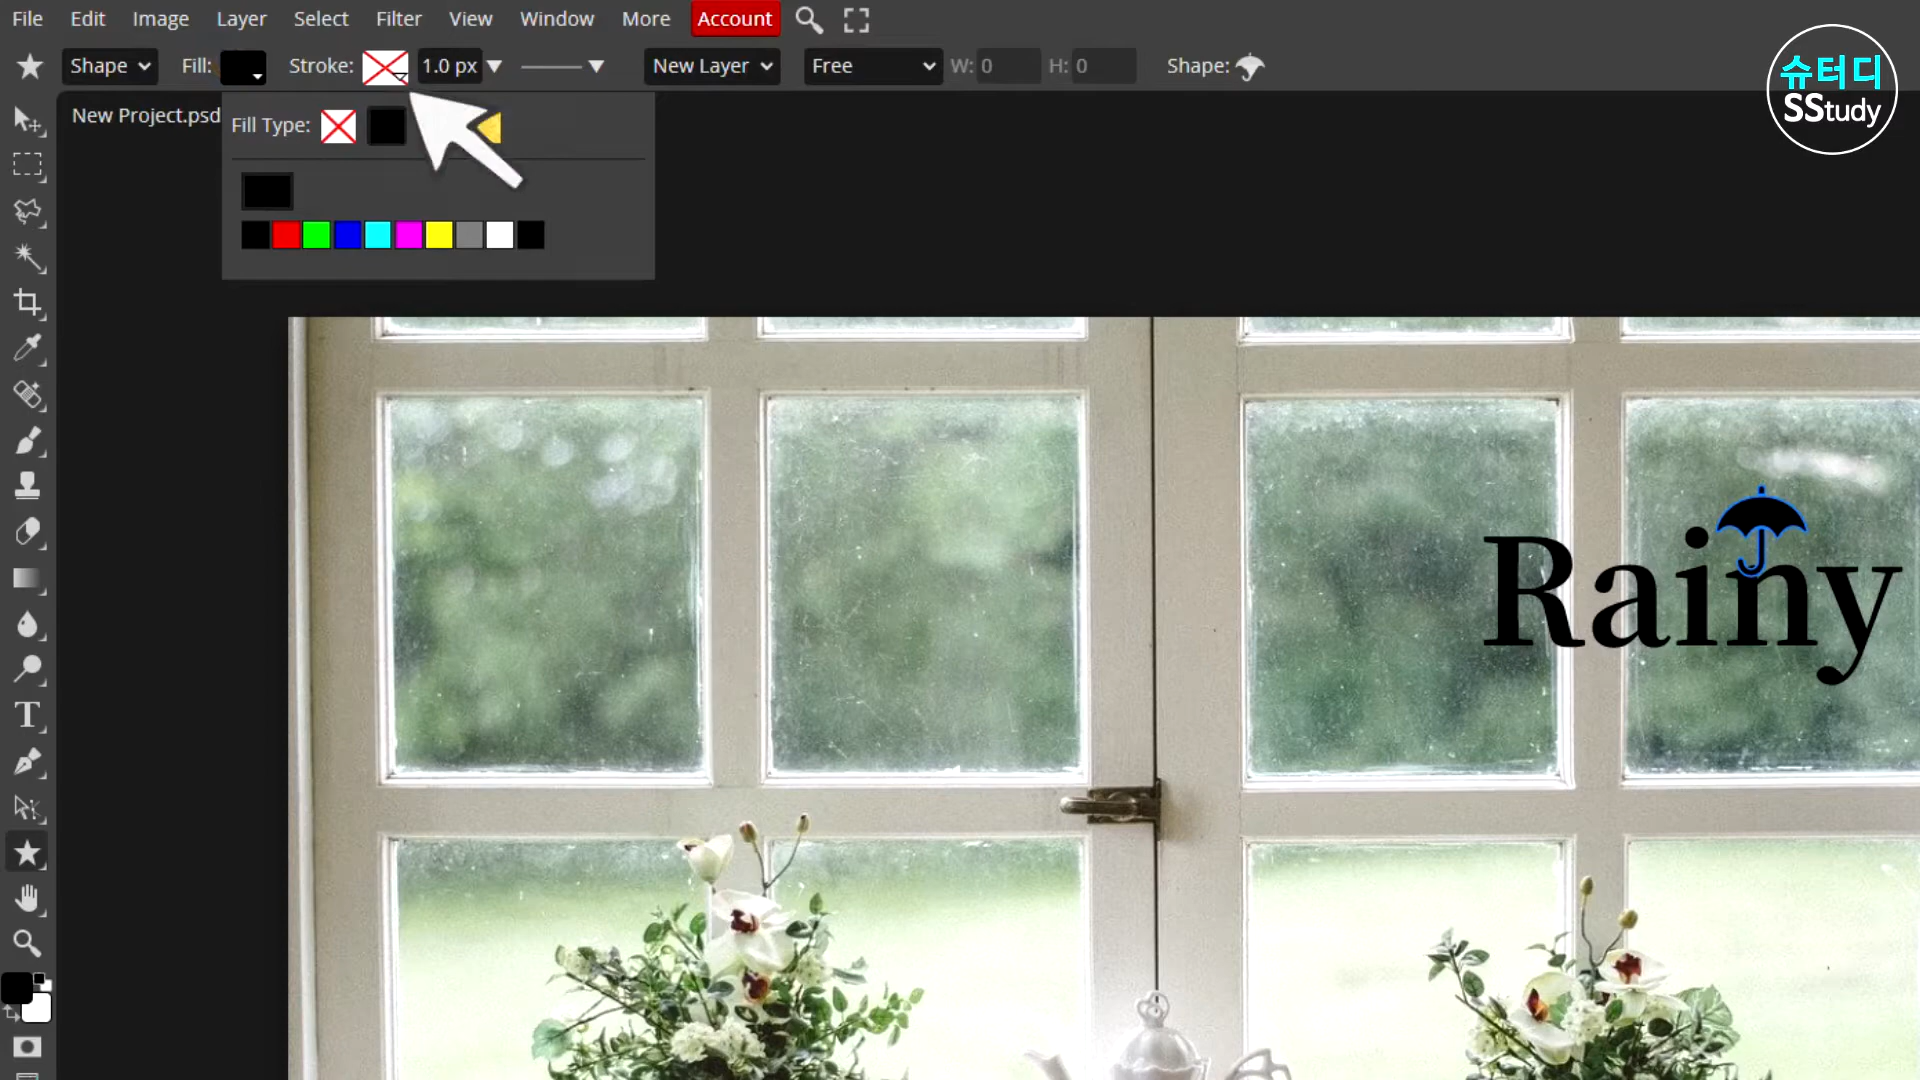 File Edit Image Layer Select Filter View Window More Account
Shape Fill: Stroke: 1.0 px New Layer Free W: 0 H: 0 Shape:
슈터디
SStudy
New Project.psd
Fill Type:
Rainy